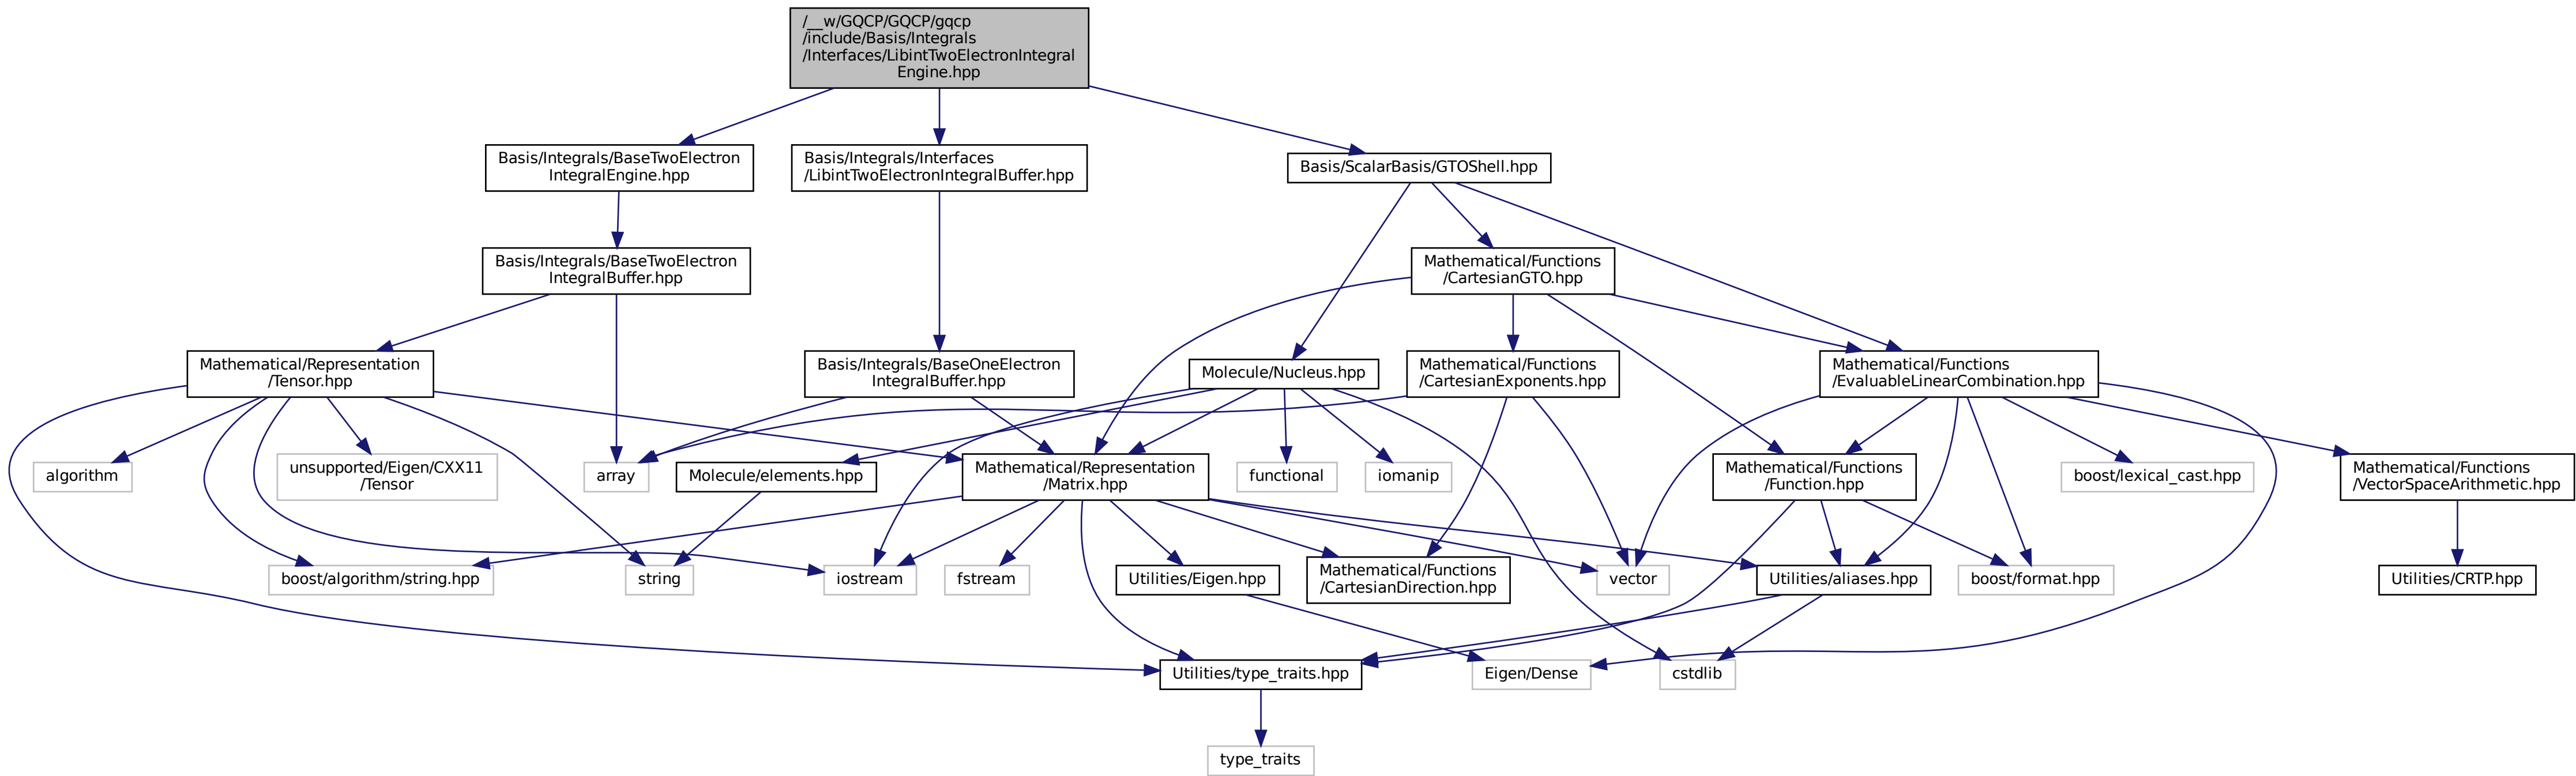 /__w/GQCP/GQCP/gqcp
/include/Basis/Integrals
/Interfaces/LibintTwoElectronIntegral
Engine.hpp
Basis/Integrals/BaseTwoElectron
IntegralEngine.hpp
Basis/Integrals/Interfaces
/LibintTwoElectronIntegralBuffer.hpp
Basis/ScalarBasis/GTOShell.hpp
Basis/Integrals/BaseTwoElectron
IntegralBuffer.hpp
Mathematical/Functions
/CartesianGTO.hpp
Mathematical/Representation
/Tensor.hpp
Basis/Integrals/BaseOneElectron
IntegralBuffer.hpp
Molecule/Nucleus.hpp
Mathematical/Functions
/CartesianExponents.hpp
Mathematical/Functions
/EvaluableLinearCombination.hpp
algorithm
unsupported/Eigen/CXX11
/Tensor
array
Molecule/elements.hpp
Mathematical/Representation
/Matrix.hpp
functional
iomanip
Mathematical/Functions
/Function.hpp
boost/lexical_cast.hpp
Mathematical/Functions
/VectorSpaceArithmetic.hpp
boost/algorithm/string.hpp
string
iostream
fstream
Utilities/Eigen.hpp
Mathematical/Functions
/CartesianDirection.hpp
vector
Utilities/aliases.hpp
boost/format.hpp
Utilities/CRTP.hpp
Utilities/type_traits.hpp
Eigen/Dense
cstdlib
type_traits